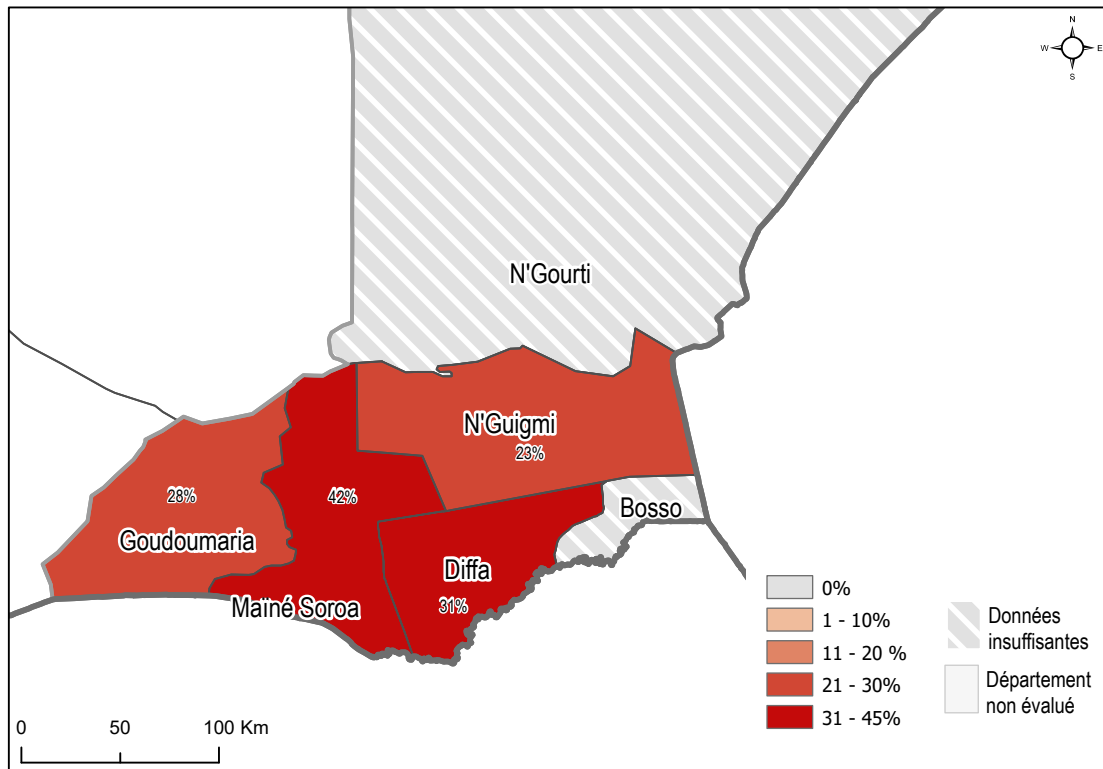 N
W E
S
N'Gourti
N'Guigmi
23%
28%
42%
Bosso
Goudoumaria
Diffa
31%
Maïné Soroa
0%
1 - 10%
11 - 20 %
21 - 30%
31 - 45%
Données
insuffisantes
Département
non évalué
0 50 100 Km